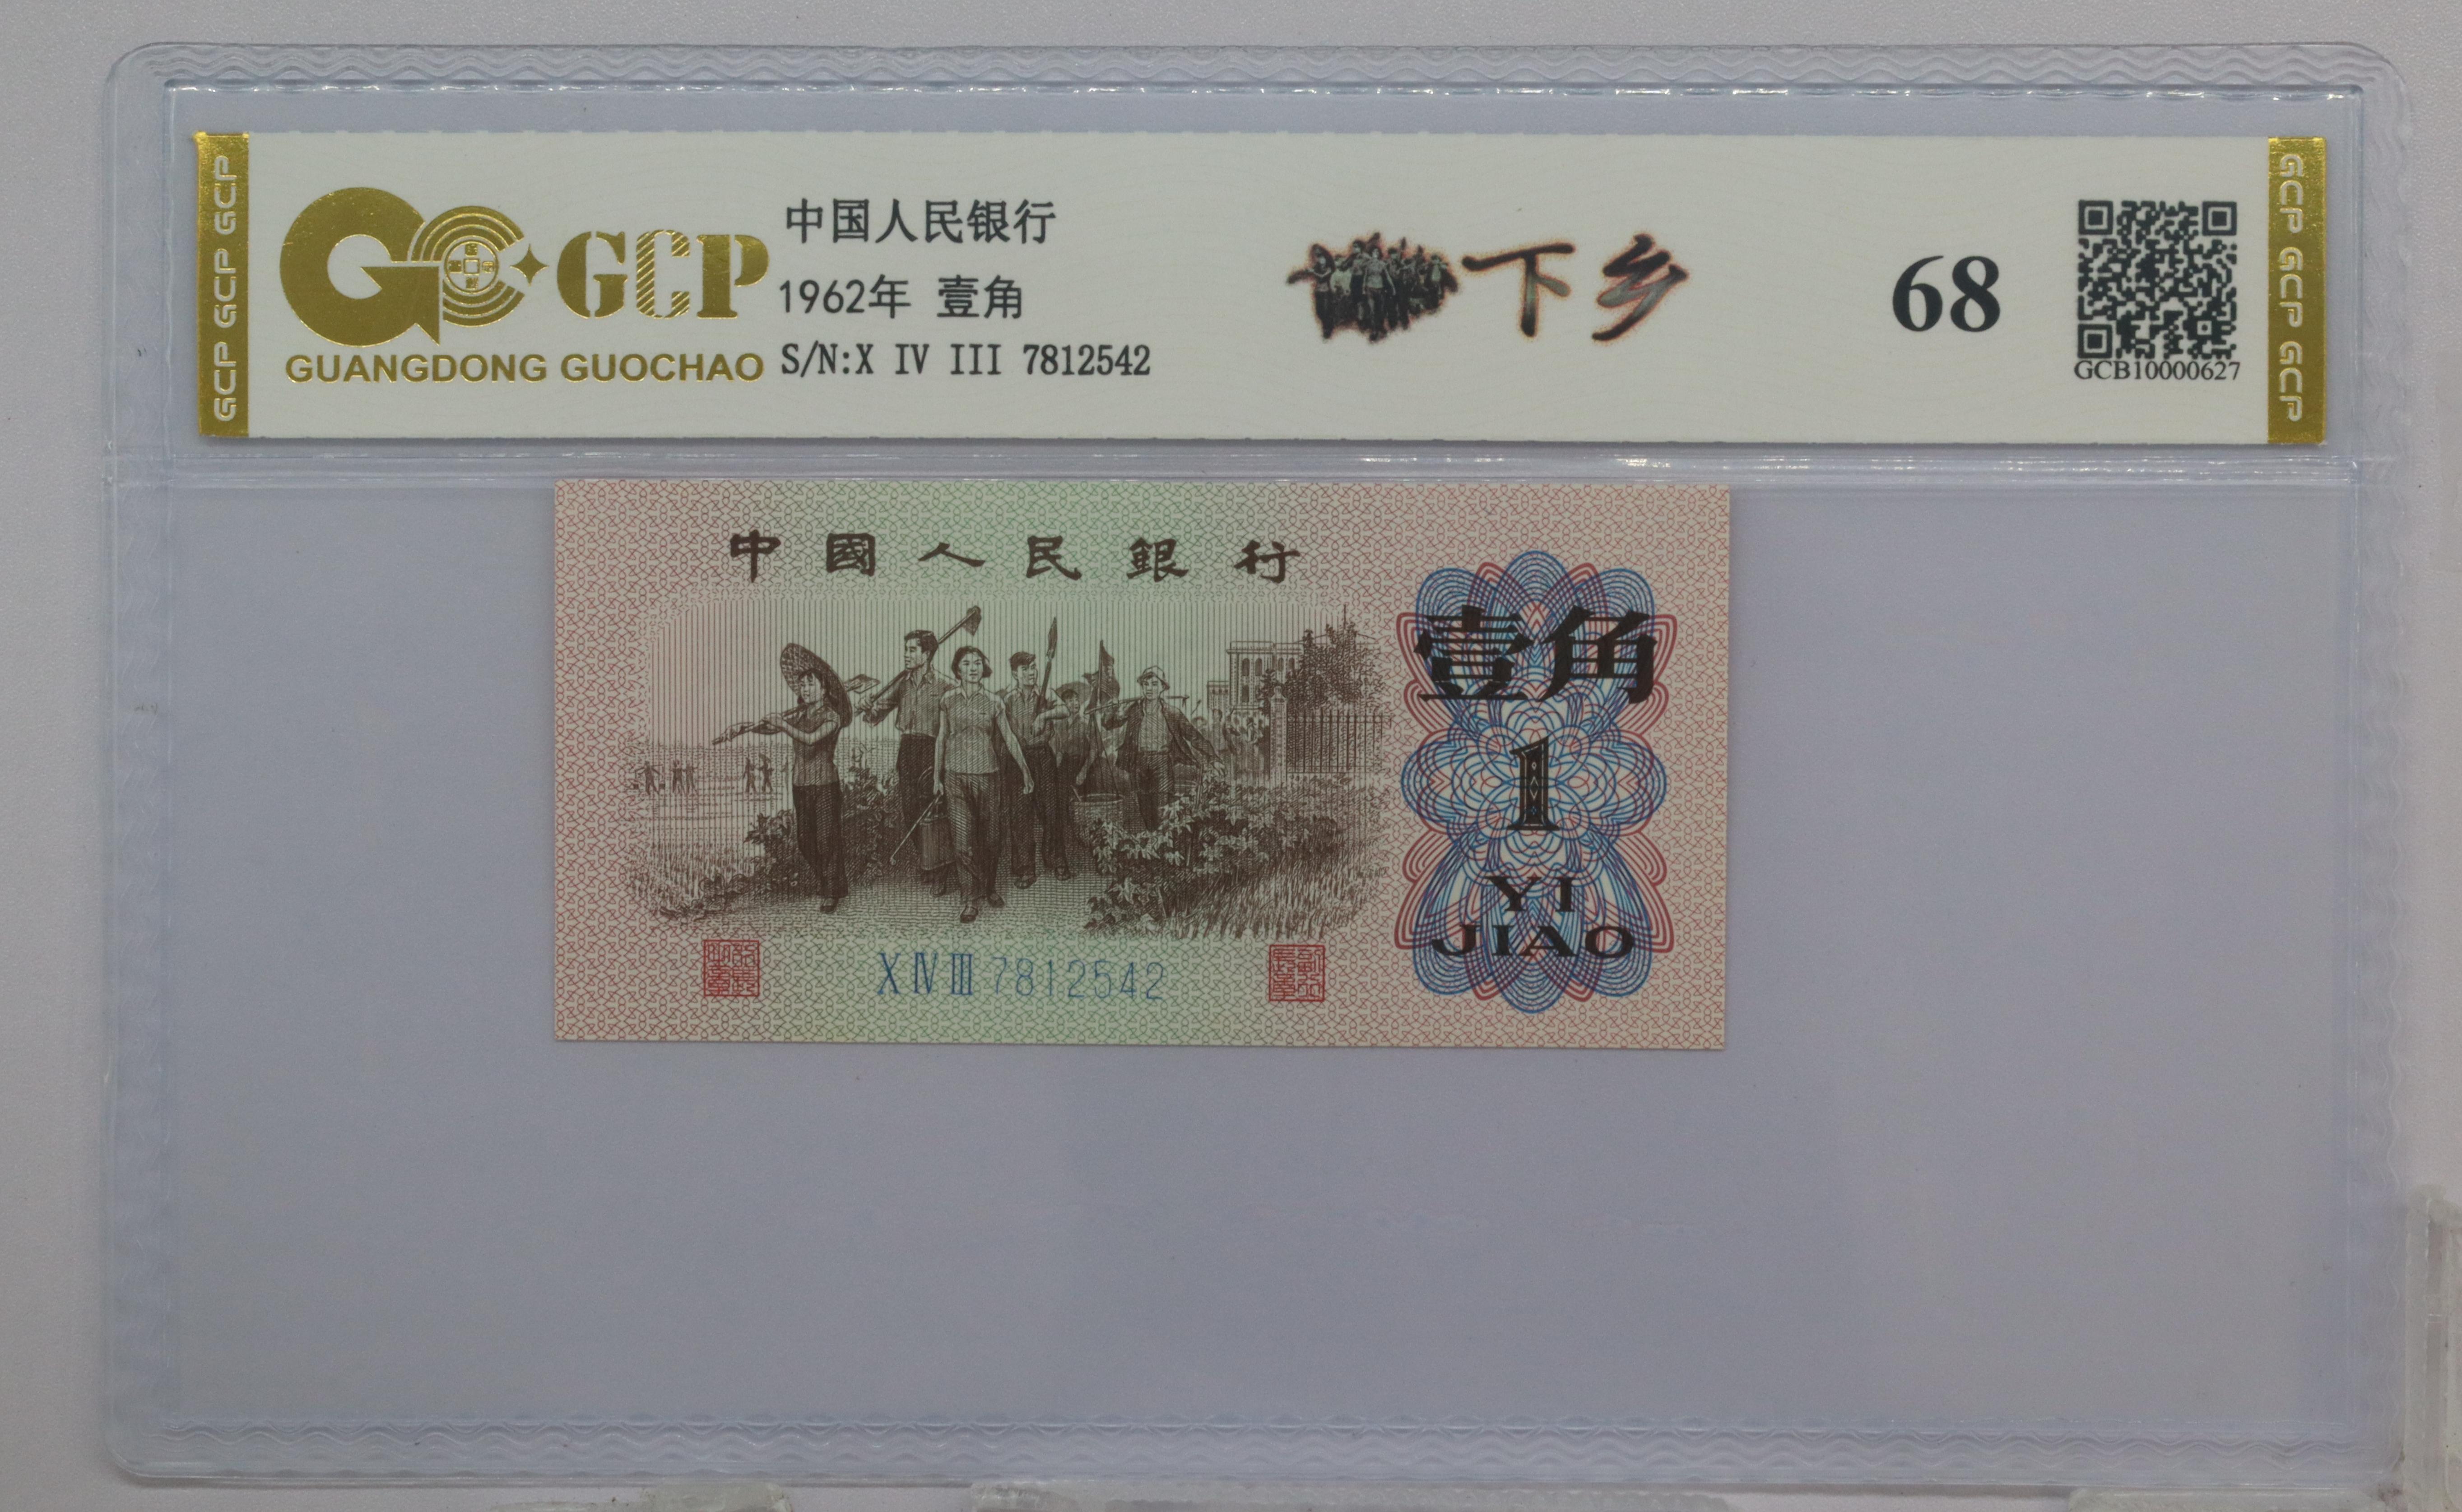 GCP GCP GCP
GCP
GUANGDONG GUOCHAO
中国人民银行
1962年 壹角
S/N:X IV III 7812542
下乡
68
GCB10000627
GCP GCP GCP
中國人民銀行
壹角
1
YI
JIAO
X IV III 7812542